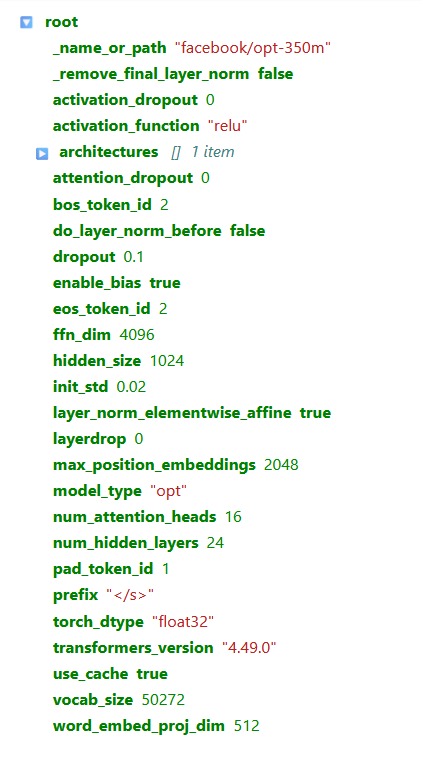 root
_name_or_path "facebook/opt-350m"
_remove_final_layer_norm false
activation_dropout 0
activation_function "relu"
architectures [] 1 item
attention_dropout 0
bos_token_id 2
do_layer_norm_before false
dropout 0.1
enable_bias true
eos_token_id 2
ffn_dim 4096
hidden_size 1024
init_std 0.02
layer_norm_elementwise_affine true
layerdrop 0
max_position_embeddings 2048
model_type "opt"
num_attention_heads 16
num_hidden_layers 24
pad_token_id 1
prefix "</s>"
torch_dtype "float32"
transformers_version "4.49.0"
use_cache true
vocab_size 50272
word_embed_proj_dim 512